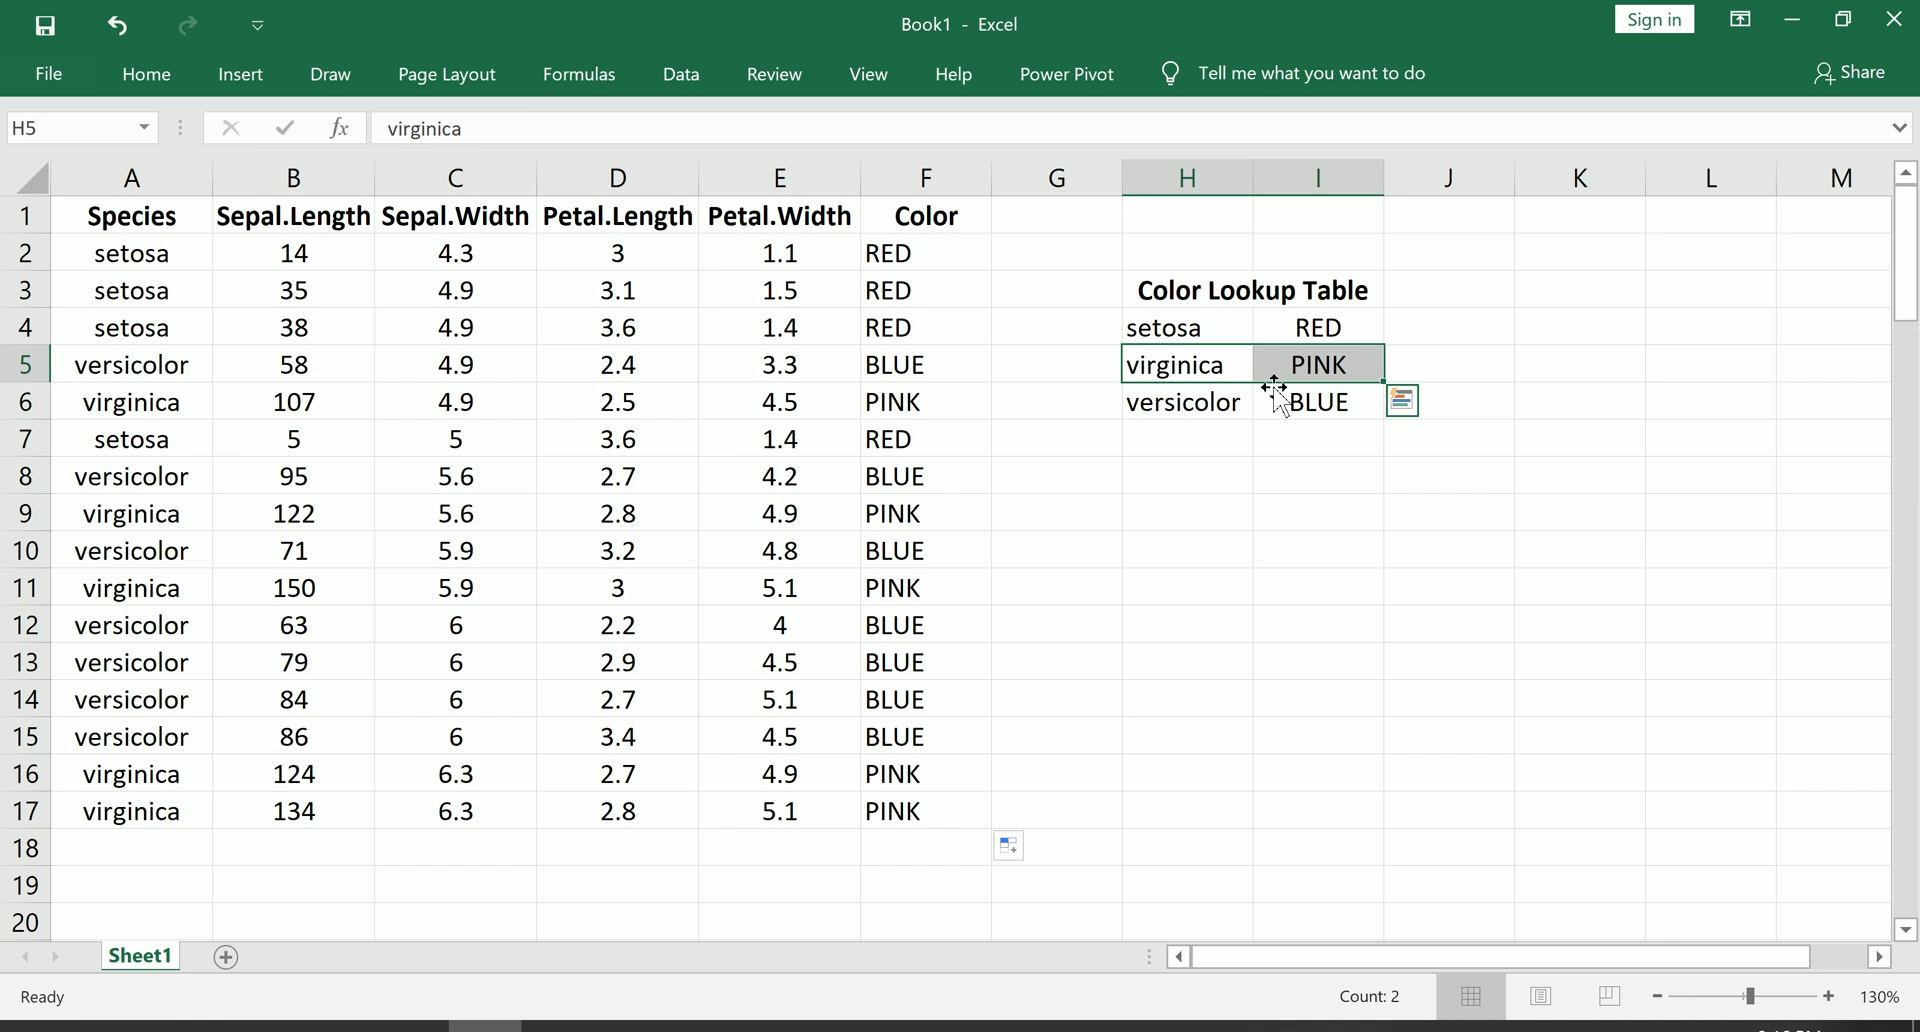 Book1 - Excel
Sign in
File Home Insert Draw Page Layout Formulas Data Review View Help Power Pivot Tell me what you want to do Share
H5 fx virginica
A B C D E F G H I J K L M
1 Species Sepal.Length Sepal.Width Petal.Length Petal.Width Color
2 setosa 14 4.3 3 1.1 RED
3 setosa 35 4.9 3.1 1.5 RED Color Lookup Table
4 setosa 38 4.9 3.6 1.4 RED setosa RED
5 versicolor 58 4.9 2.4 3.3 BLUE virginica PINK
6 virginica 107 4.9 2.5 4.5 PINK versicolor BLUE
7 setosa 5 5 3.6 1.4 RED
8 versicolor 95 5.6 2.7 4.2 BLUE
9 virginica 122 5.6 2.8 4.9 PINK
10 versicolor 71 5.9 3.2 4.8 BLUE
11 virginica 150 5.9 3 5.1 PINK
12 versicolor 63 6 2.2 4 BLUE
13 versicolor 79 6 2.9 4.5 BLUE
14 versicolor 84 6 2.7 5.1 BLUE
15 versicolor 86 6 3.4 4.5 BLUE
16 virginica 124 6.3 2.7 4.9 PINK
17 virginica 134 6.3 2.8 5.1 PINK
18
19
20
Sheet1
Ready Count: 2 130%